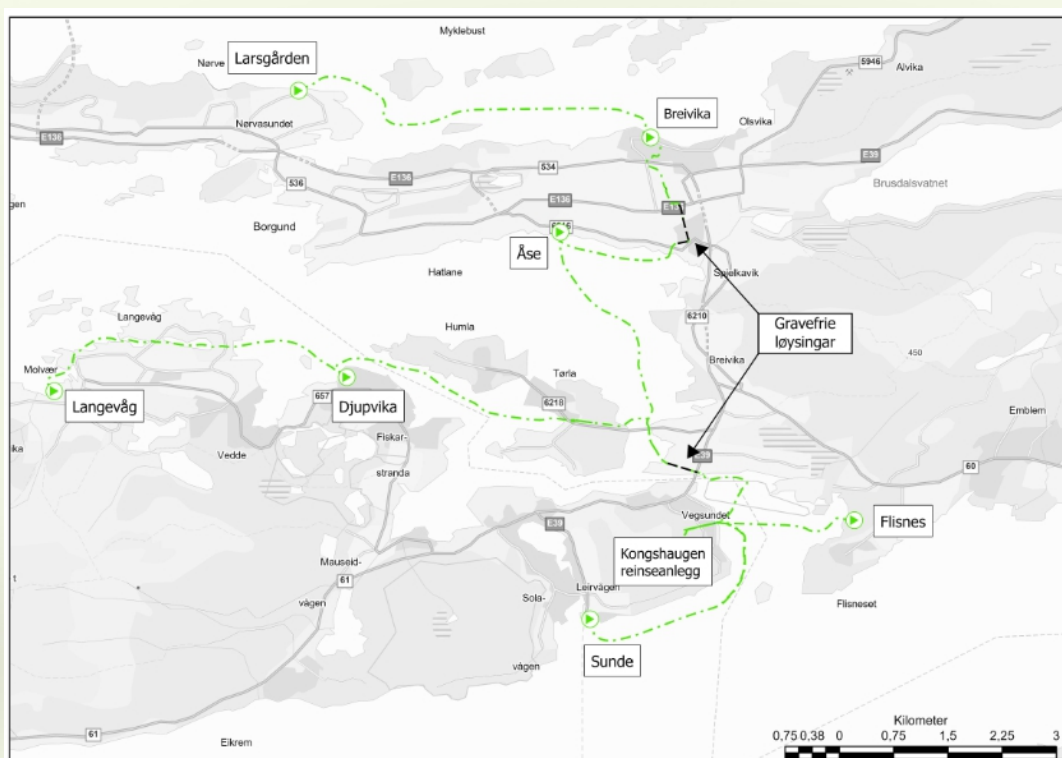 Myklebust
Larsgården
Nørve
5946
Alvika
Nørvasundet
Breivika
Olsvika
E136
E39
534
E136
536
Brusdalsvatnet
E136
Borgund
Åse
Hatlane
Spjelkavik
Langevåg
6210
Humla
Gravefrie
løysingar
Molvær
Breivika
450
Tørla
Langevåg
657
Djupvika
6218
Emblem
Vedde
Fiskar-
stranda
E39
60
Vegsundet
Flisnes
E39
Kongshaugen
reinseanlegg
Mauseid-
vågen
61
Leirvågen
Sola-
vågen
Flisneset
Sunde
61
Eikrem
Kilometer
0,75 0,38 0 0,75 1,5 2,25 3